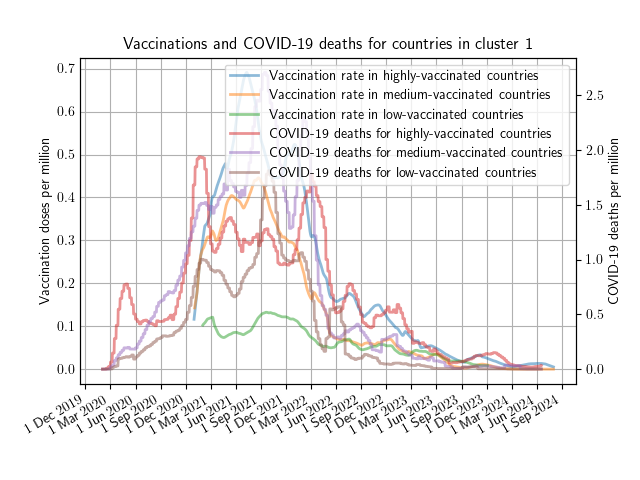 Vaccinations and COVID-19 deaths for countries in cluster 1
Vaccination rate in highly-vaccinated countries
Vaccination rate in medium-vaccinated countries
Vaccination rate in low-vaccinated countries
COVID-19 deaths for highly-vaccinated countries
COVID-19 deaths for medium-vaccinated countries
COVID-19 deaths for low-vaccinated countries
Vaccination doses per million
0.7
0.6
0.5
0.4
0.3
0.2
0.1
0.0
COVID-19 deaths per million
2.5
2.0
1.5
1.0
0.5
0.0
1 Dec 2019
1 Mar 2020
1 Jun 2020
1 Sep 2020
1 Dec 2020
1 Mar 2021
1 Jun 2021
1 Sep 2021
1 Dec 2021
1 Mar 2022
1 Jun 2022
1 Sep 2022
1 Dec 2022
1 Mar 2023
1 Jun 2023
1 Sep 2023
1 Dec 2023
1 Mar 2024
1 Jun 2024
1 Sep 2024